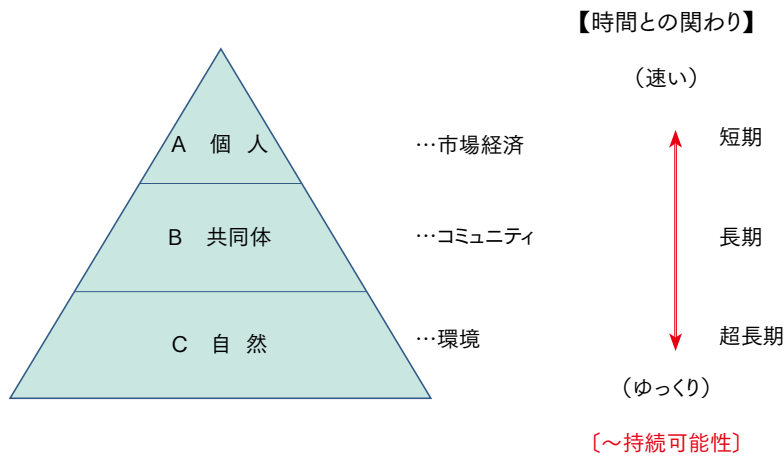 【時間との関わり】
（速い）
A 個 人 …市場経済 短期
B 共同体 …コミュニティ 長期
C 自 然 …環境 超長期
（ゆっくり）
〔～持続可能性〕